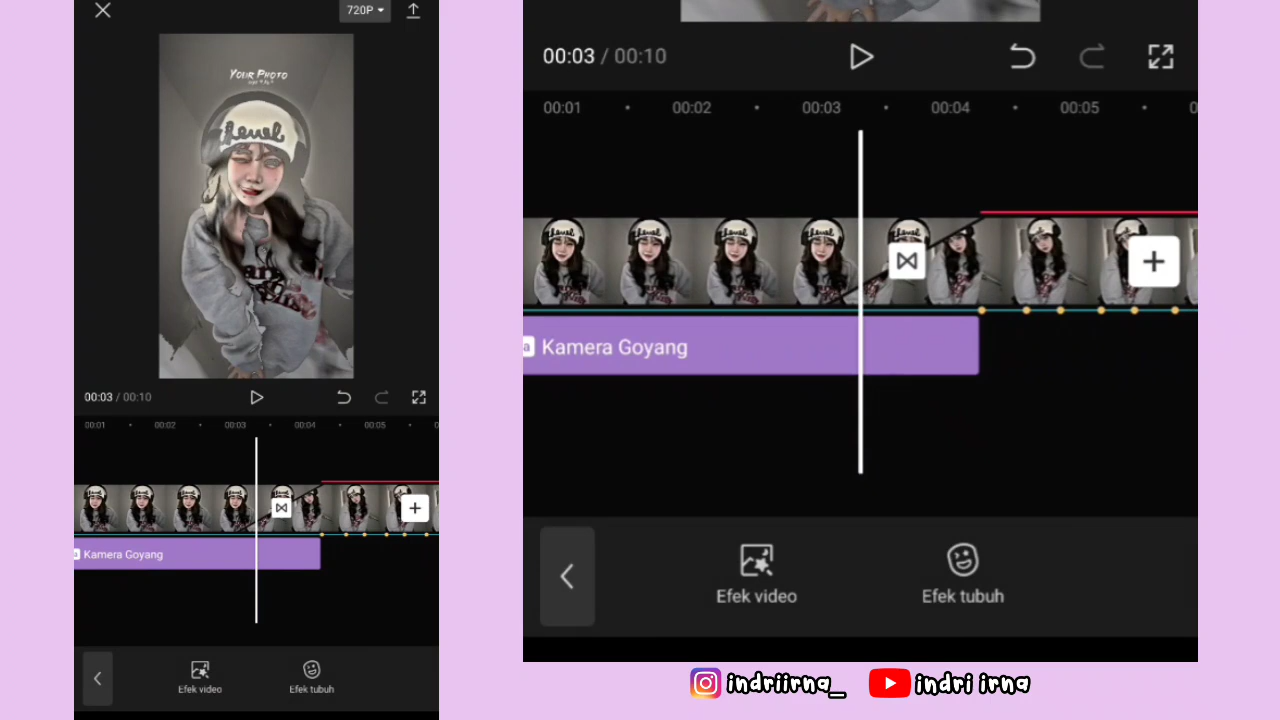 720P
YOUR PHOTO
Level
00:03 / 00:10
00:01 00:02 00:03 00:04 00:05 0
a Kamera Goyang
Efek video Efek tubuh
00:03 / 00:10
00:01 00:02 00:03 00:04 00:05 0
a Kamera Goyang
Efek video Efek tubuh
indriirna_ indri irna